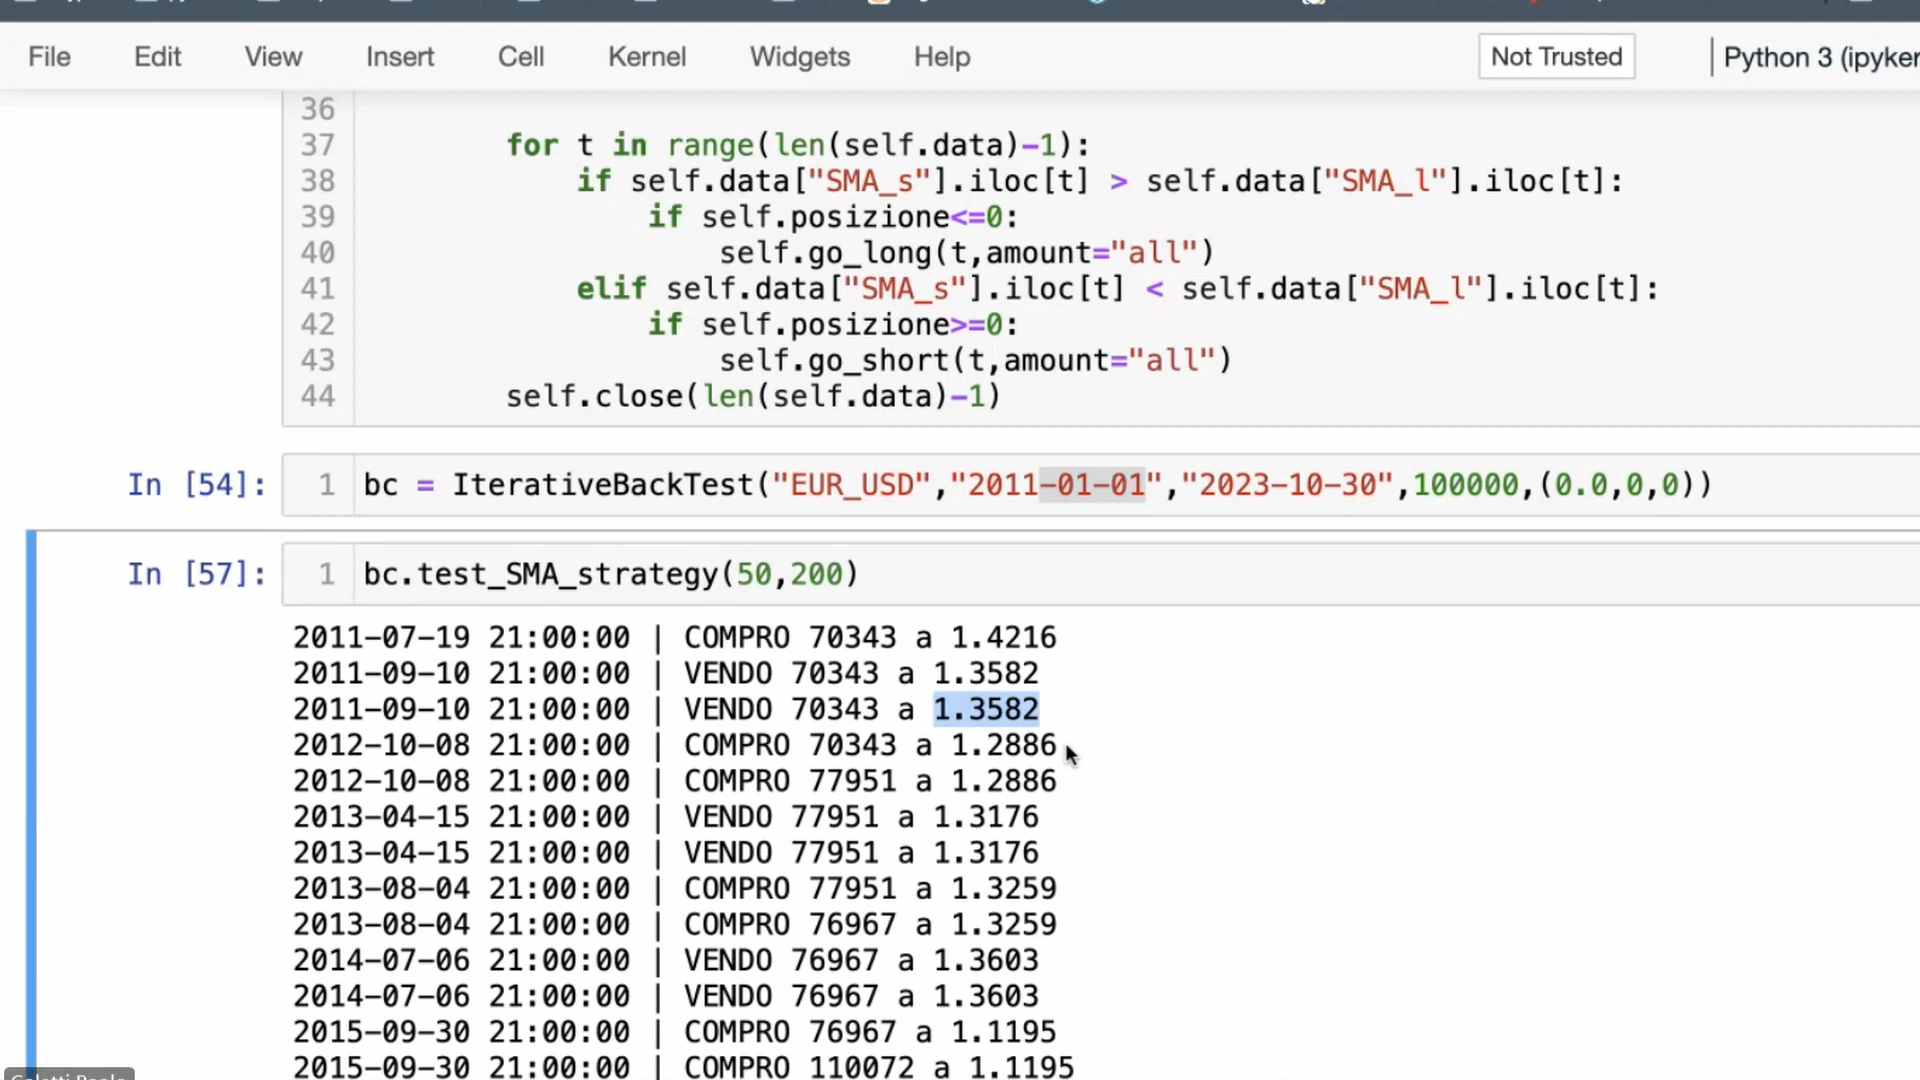 File Edit View Insert Cell Kernel Widgets Help Not Trusted Python 3 (ipyker
36
37 for t in range(len(self.data)-1):
38 if self.data["SMA_s"].iloc[t] > self.data["SMA_l"].iloc[t]:
39 if self.posizione<=0:
40 self.go_long(t,amount="all")
41 elif self.data["SMA_s"].iloc[t] < self.data["SMA_l"].iloc[t]:
42 if self.posizione>=0:
43 self.go_short(t,amount="all")
44 self.close(len(self.data)-1)
In [54]: 1 bc = IterativeBackTest("EUR_USD","2011-01-01","2023-10-30",100000,(0.0,0,0))
In [57]: 1 bc.test_SMA_strategy(50,200)
2011-07-19 21:00:00 | COMPRO 70343 a 1.4216
2011-09-10 21:00:00 | VENDO 70343 a 1.3582
2011-09-10 21:00:00 | VENDO 70343 a 1.3582
2012-10-08 21:00:00 | COMPRO 70343 a 1.2886
2012-10-08 21:00:00 | COMPRO 77951 a 1.2886
2013-04-15 21:00:00 | VENDO 77951 a 1.3176
2013-04-15 21:00:00 | VENDO 77951 a 1.3176
2013-08-04 21:00:00 | COMPRO 77951 a 1.3259
2013-08-04 21:00:00 | COMPRO 76967 a 1.3259
2014-07-06 21:00:00 | VENDO 76967 a 1.3603
2014-07-06 21:00:00 | VENDO 76967 a 1.3603
2015-09-30 21:00:00 | COMPRO 76967 a 1.1195
2015-09-30 21:00:00 | COMPRO 110072 a 1.1195